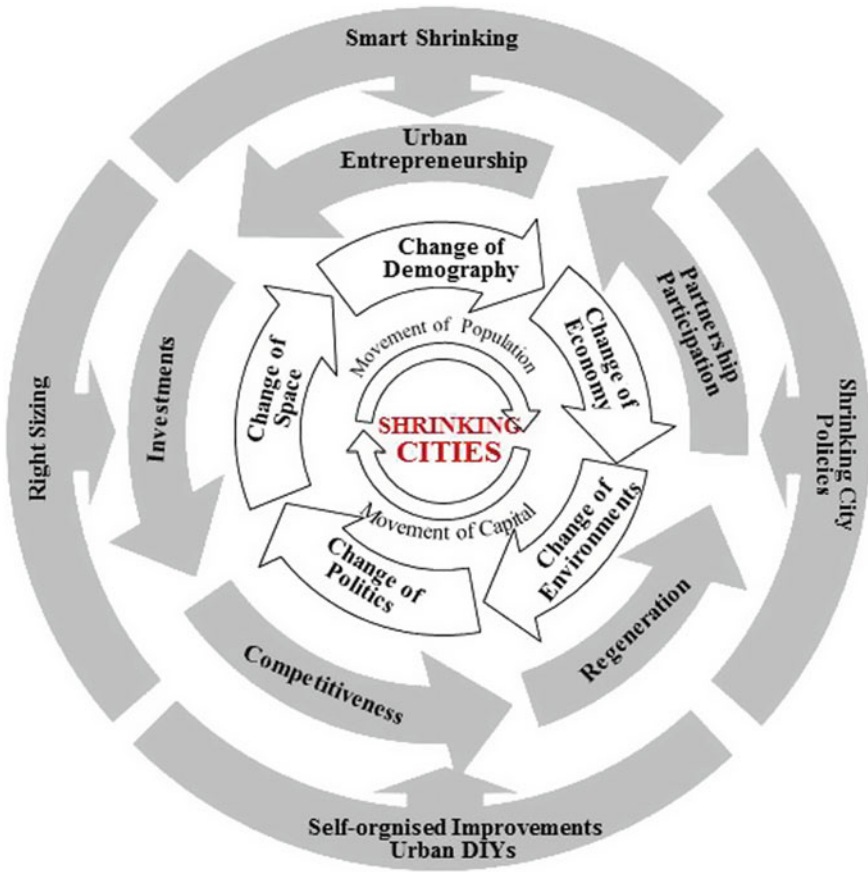 Smart Shrinking
Urban
Entrepreneurship
Partnership
Participation
Shrinking City
Policies
Right Sizing
Investments
Change of
Demography
Change of
Economy
Change of
Environments
Change of
Politics
Change of
Space
Movement of Population
SHRINKING
CITIES
Movement of Capital
Regeneration
Competitiveness
Self-orgnised Improvements
Urban DIYs